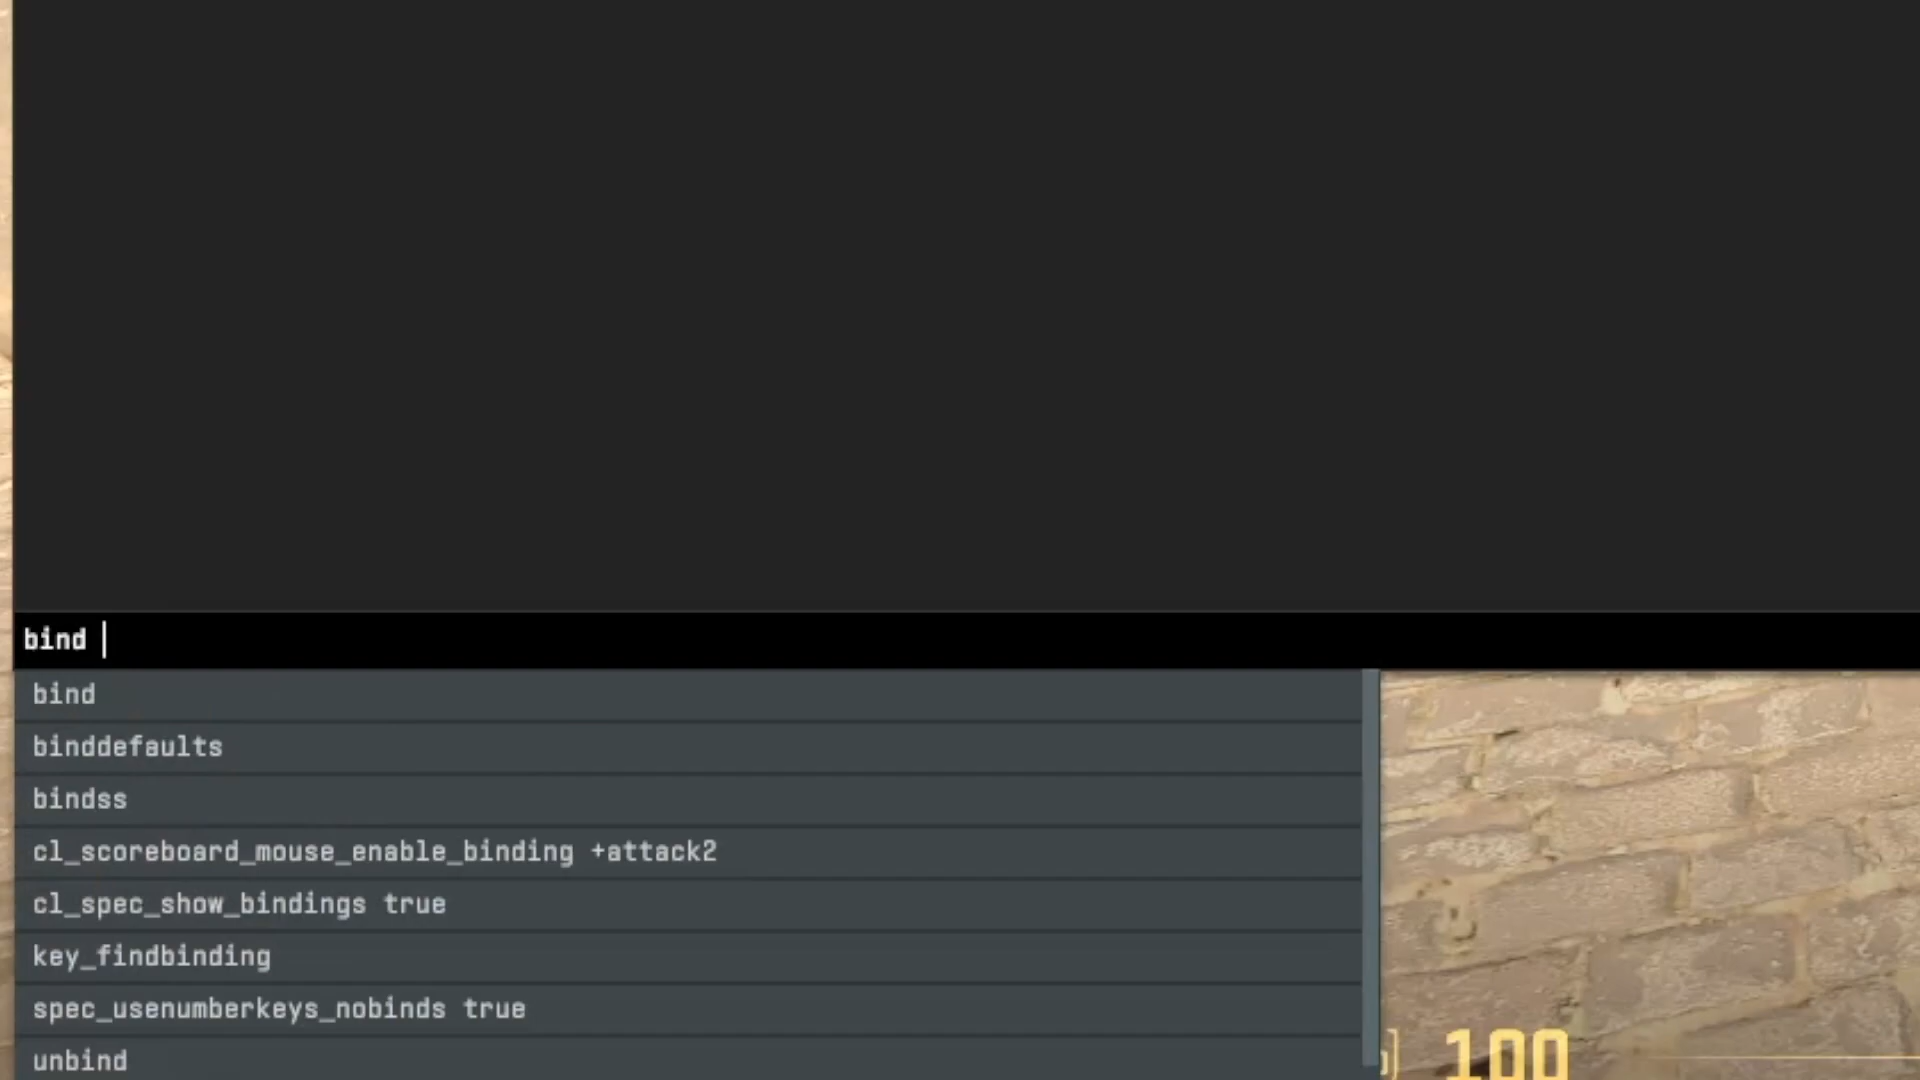 bind
bind
binddefaults
bindss
cl_scoreboard_mouse_enable_binding +attack2
cl_spec_show_bindings true
key_findbinding
spec_usenumberkeys_nobinds true
unbind
100